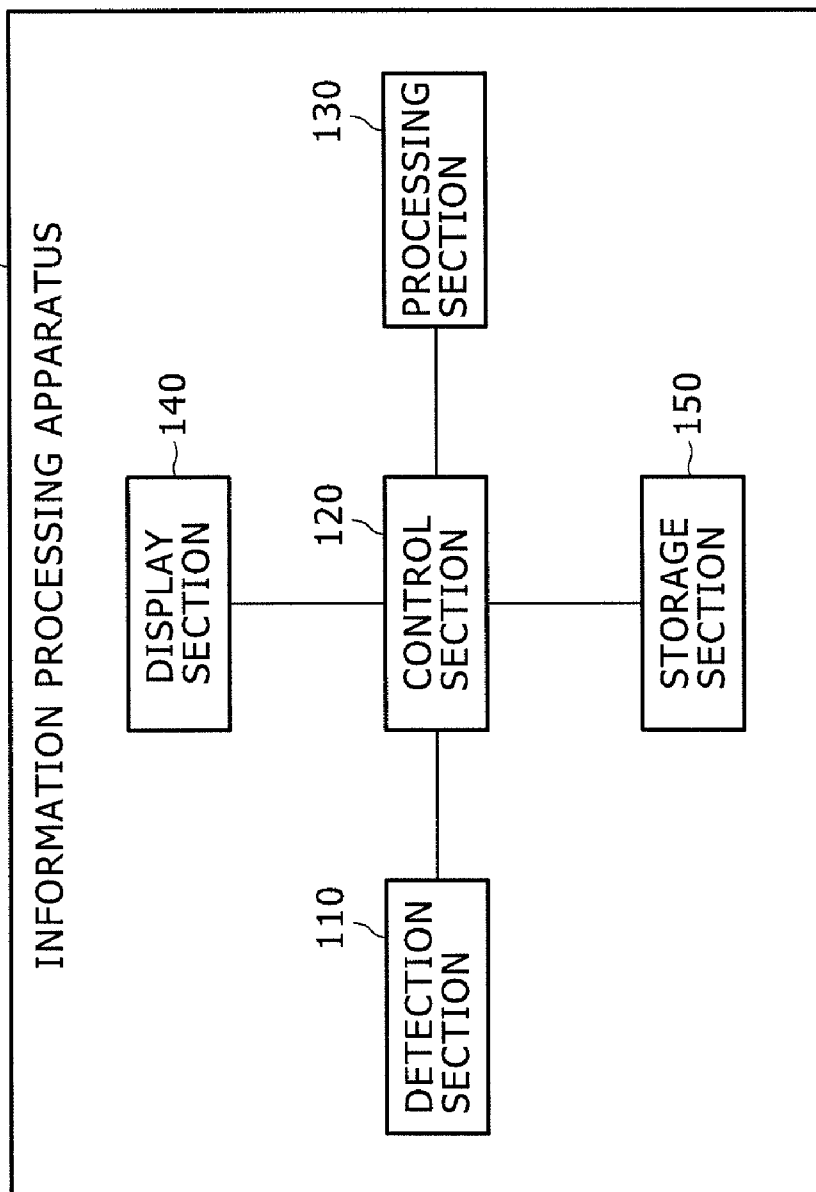 INFORMATION PROCESSING APPARATUS
140
DISPLAY
SECTION
110
DETECTION
SECTION
120
CONTROL
SECTION
130
PROCESSING
SECTION
150
STORAGE
SECTION